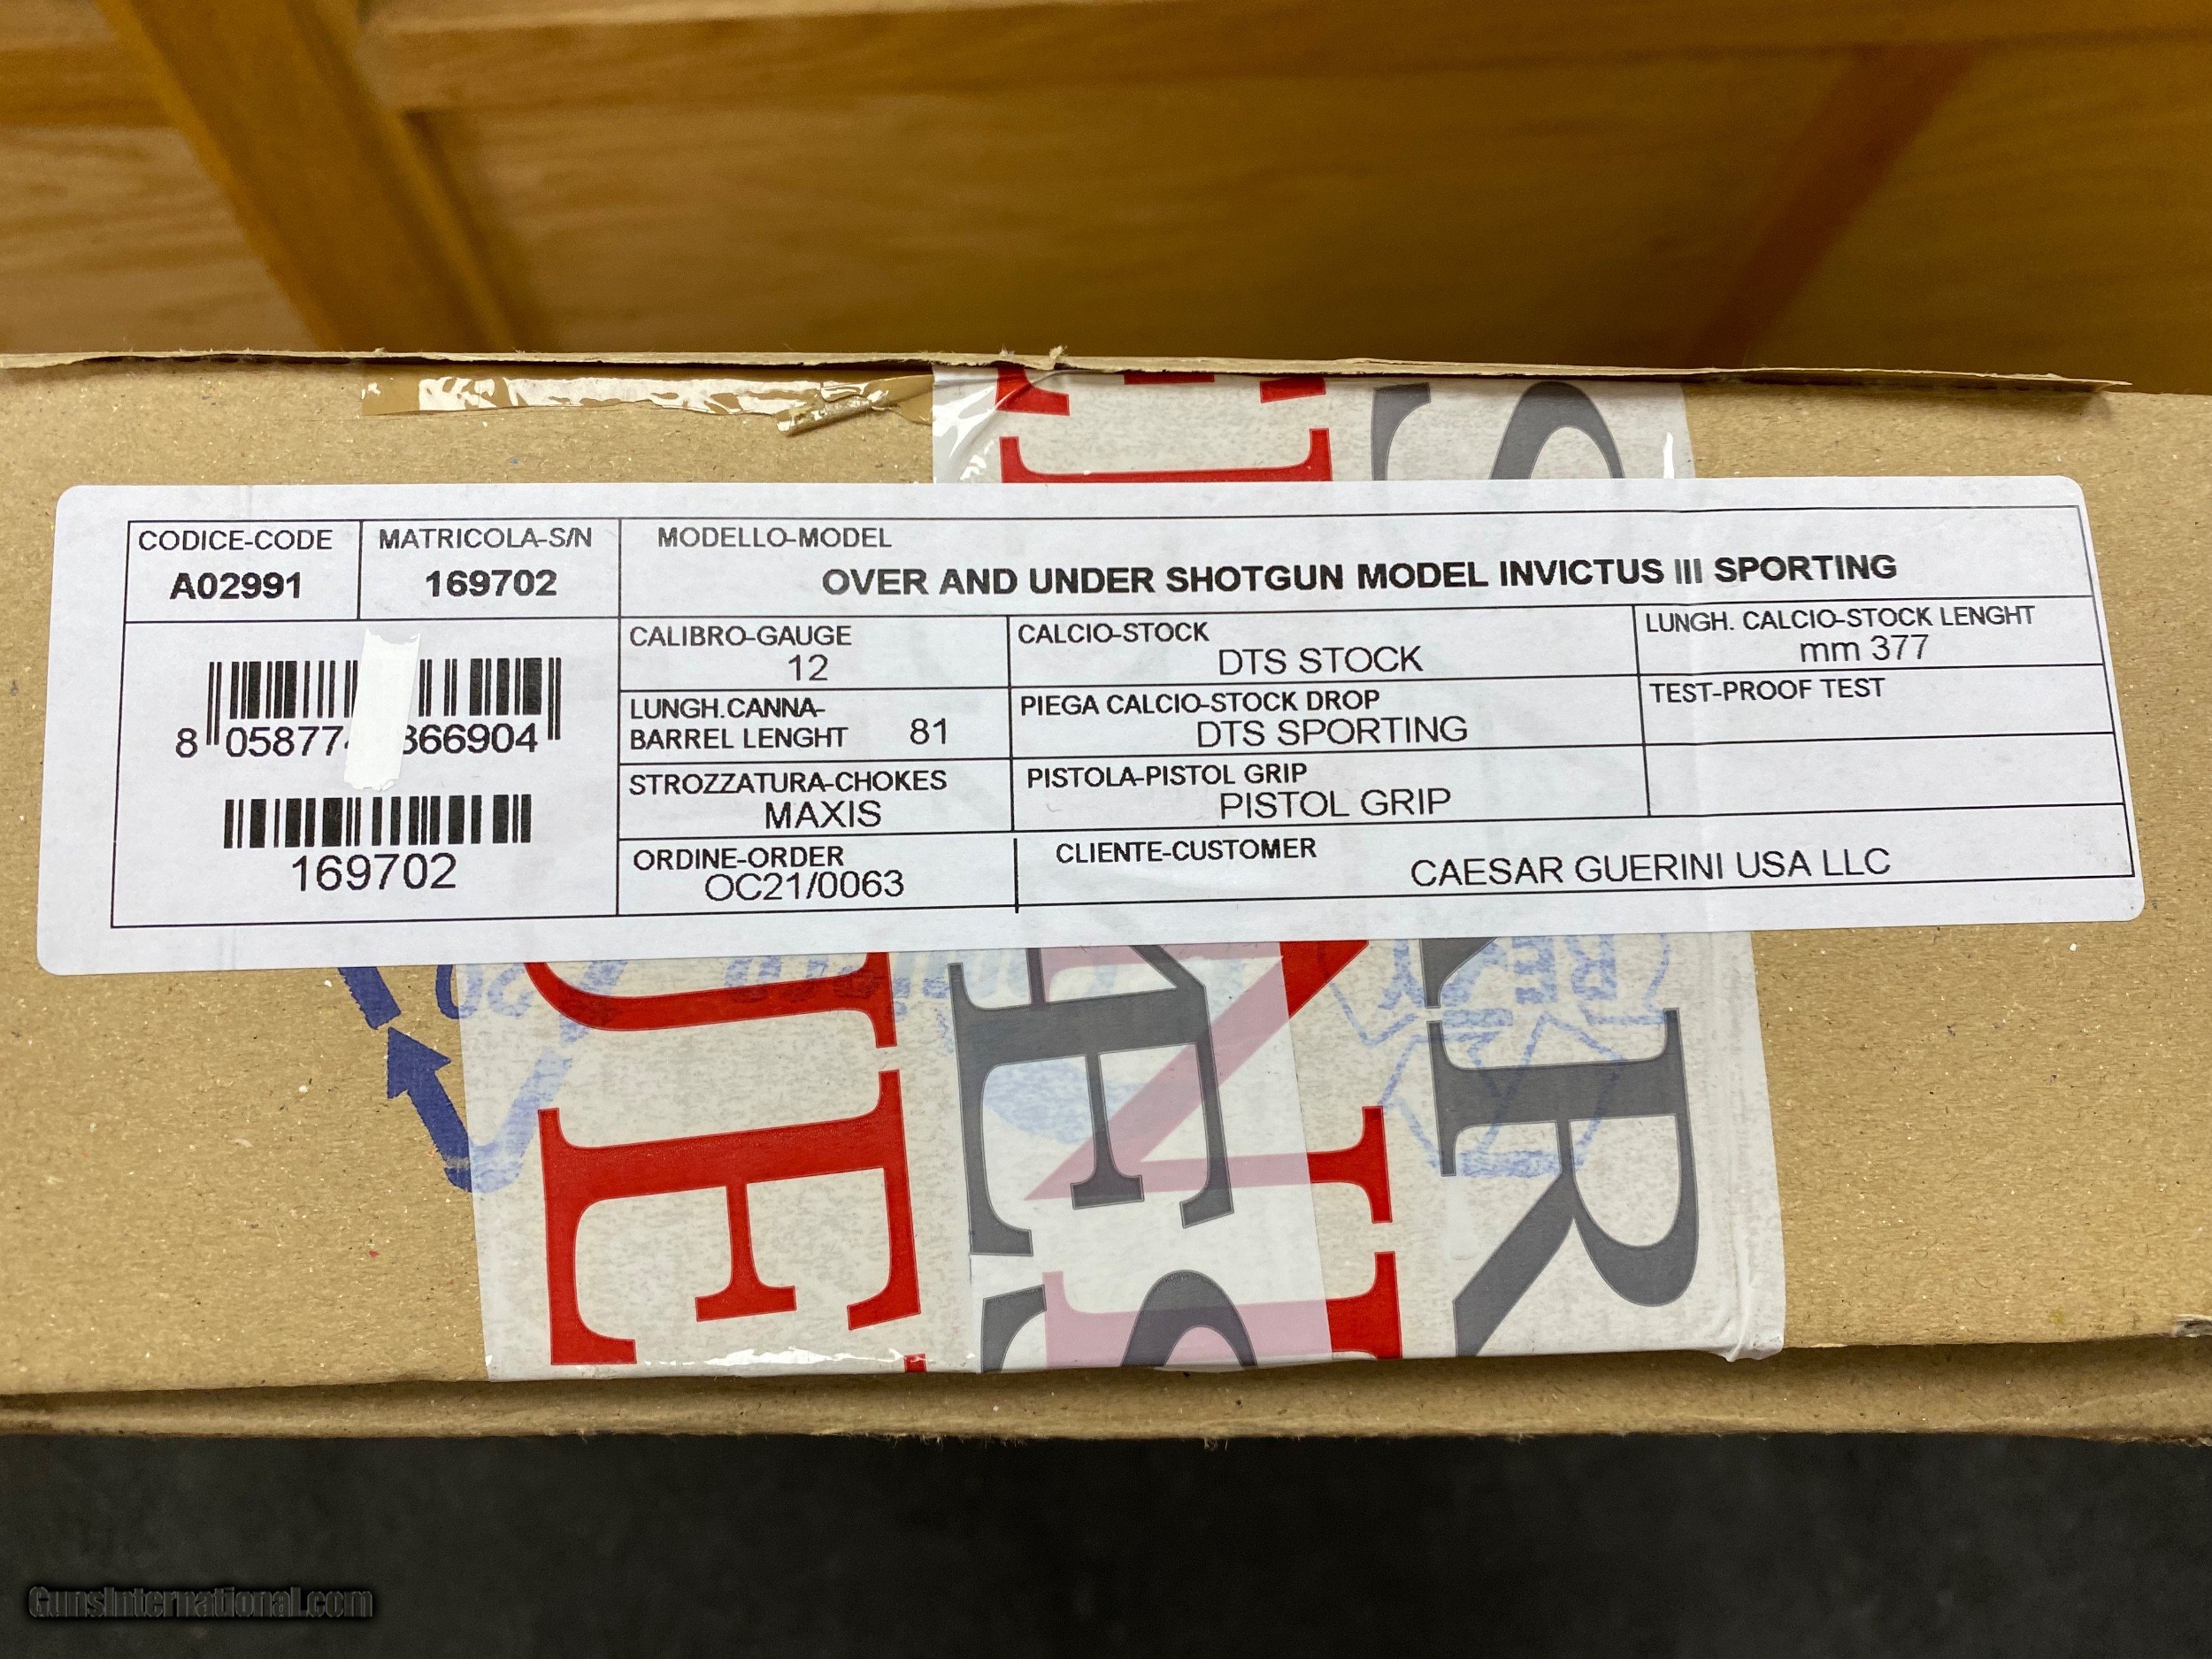 CODICE-CODE
A02991
MATRICOLA-S/N
169702
MODELLO-MODEL
OVER AND UNDER SHOTGUN MODEL INVICTUS III SPORTING
8 05877 366904
169702
CALIBRO-GAUGE
12
CALCIO-STOCK
DTS STOCK
LUNGH. CALCIO-STOCK LENGHT
mm 377
LUNGH.CANNA-
BARREL LENGHT 81
PIEGA CALCIO-STOCK DROP
DTS SPORTING
TEST-PROOF TEST
STROZZATURA-CHOKES
MAXIS
PISTOLA-PISTOL GRIP
PISTOL GRIP
ORDINE-ORDER
OC21/0063
CLIENTE-CUSTOMER
CAESAR GUERINI USA LLC
GunsInternational.com